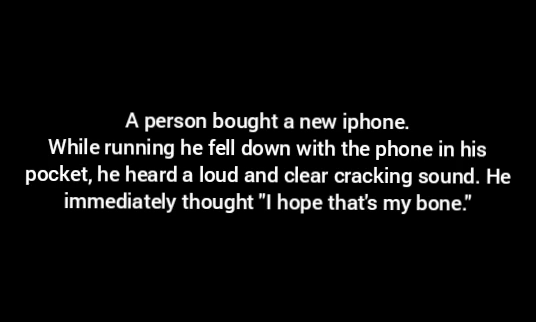 A person bought a new iphone.
While running he fell down with the phone in his
pocket, he heard a loud and clear cracking sound. He
immediately thought "I hope that's my bone."